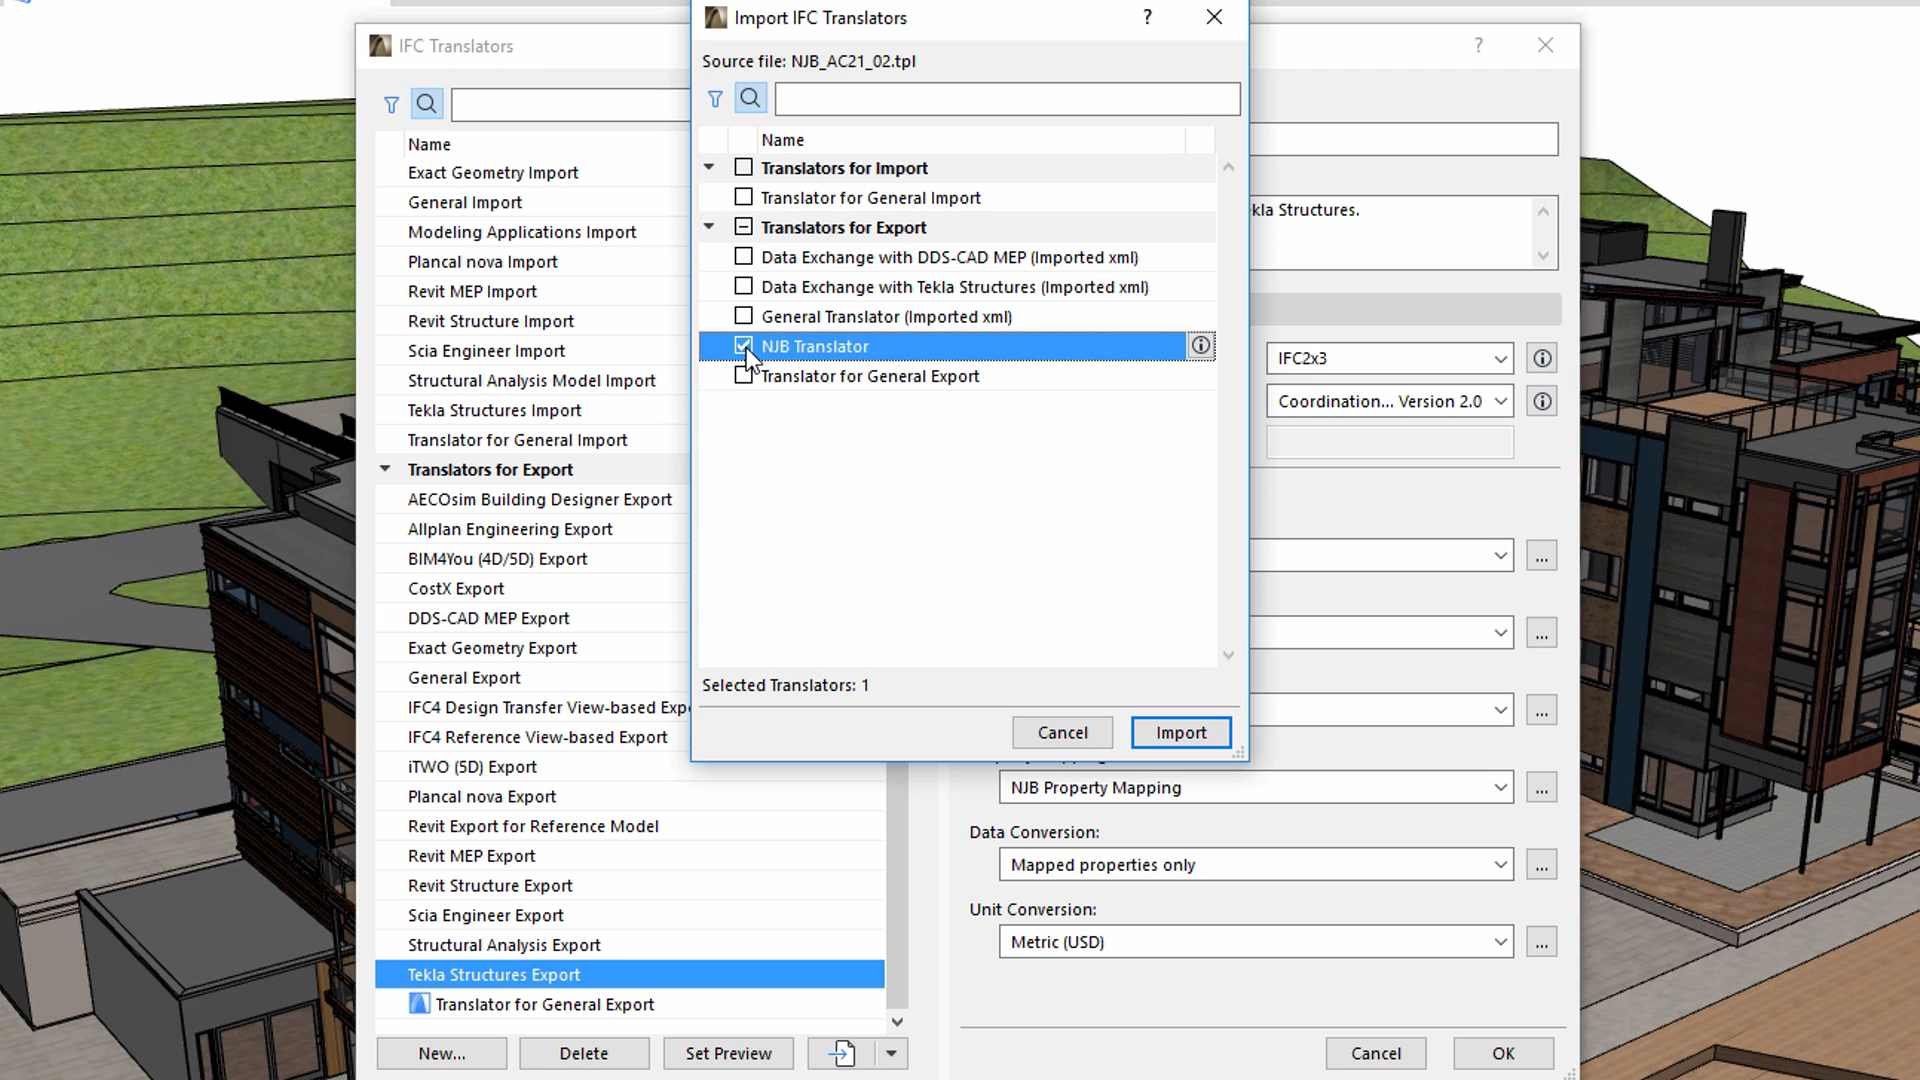 Import IFC Translators
?
Source file: NJB_AC21_02.tpl
Name
Translators for Import
Translator for General Import
Translators for Export
Data Exchange with DDS-CAD MEP (Imported xml)
Data Exchange with Tekla Structures (Imported xml)
General Translator (Imported xml)
NJB Translator
Translator for General Export
Selected Translators: 1
Cancel
Import
IFC Translators
?
Name
Exact Geometry Import
General Import
Modeling Applications Import
Plancal nova Import
Revit MEP Import
Revit Structure Import
Scia Engineer Import
Structural Analysis Model Import
Tekla Structures Import
Translator for General Import
Translators for Export
AECOsim Building Designer Export
Allplan Engineering Export
BIM4You (4D/5D) Export
CostX Export
DDS-CAD MEP Export
Exact Geometry Export
General Export
IFC4 Design Transfer View-based Exp
IFC4 Reference View-based Export
iTWO (5D) Export
Plancal nova Export
Revit Export for Reference Model
Revit MEP Export
Revit Structure Export
Scia Engineer Export
Structural Analysis Export
Tekla Structures Export
Translator for General Export
New...
Delete
Set Preview
kla Structures.
IFC2x3
Coordination... Version 2.0
...
...
...
NJB Property Mapping
...
Data Conversion:
Mapped properties only
...
Unit Conversion:
Metric (USD)
...
Cancel
OK